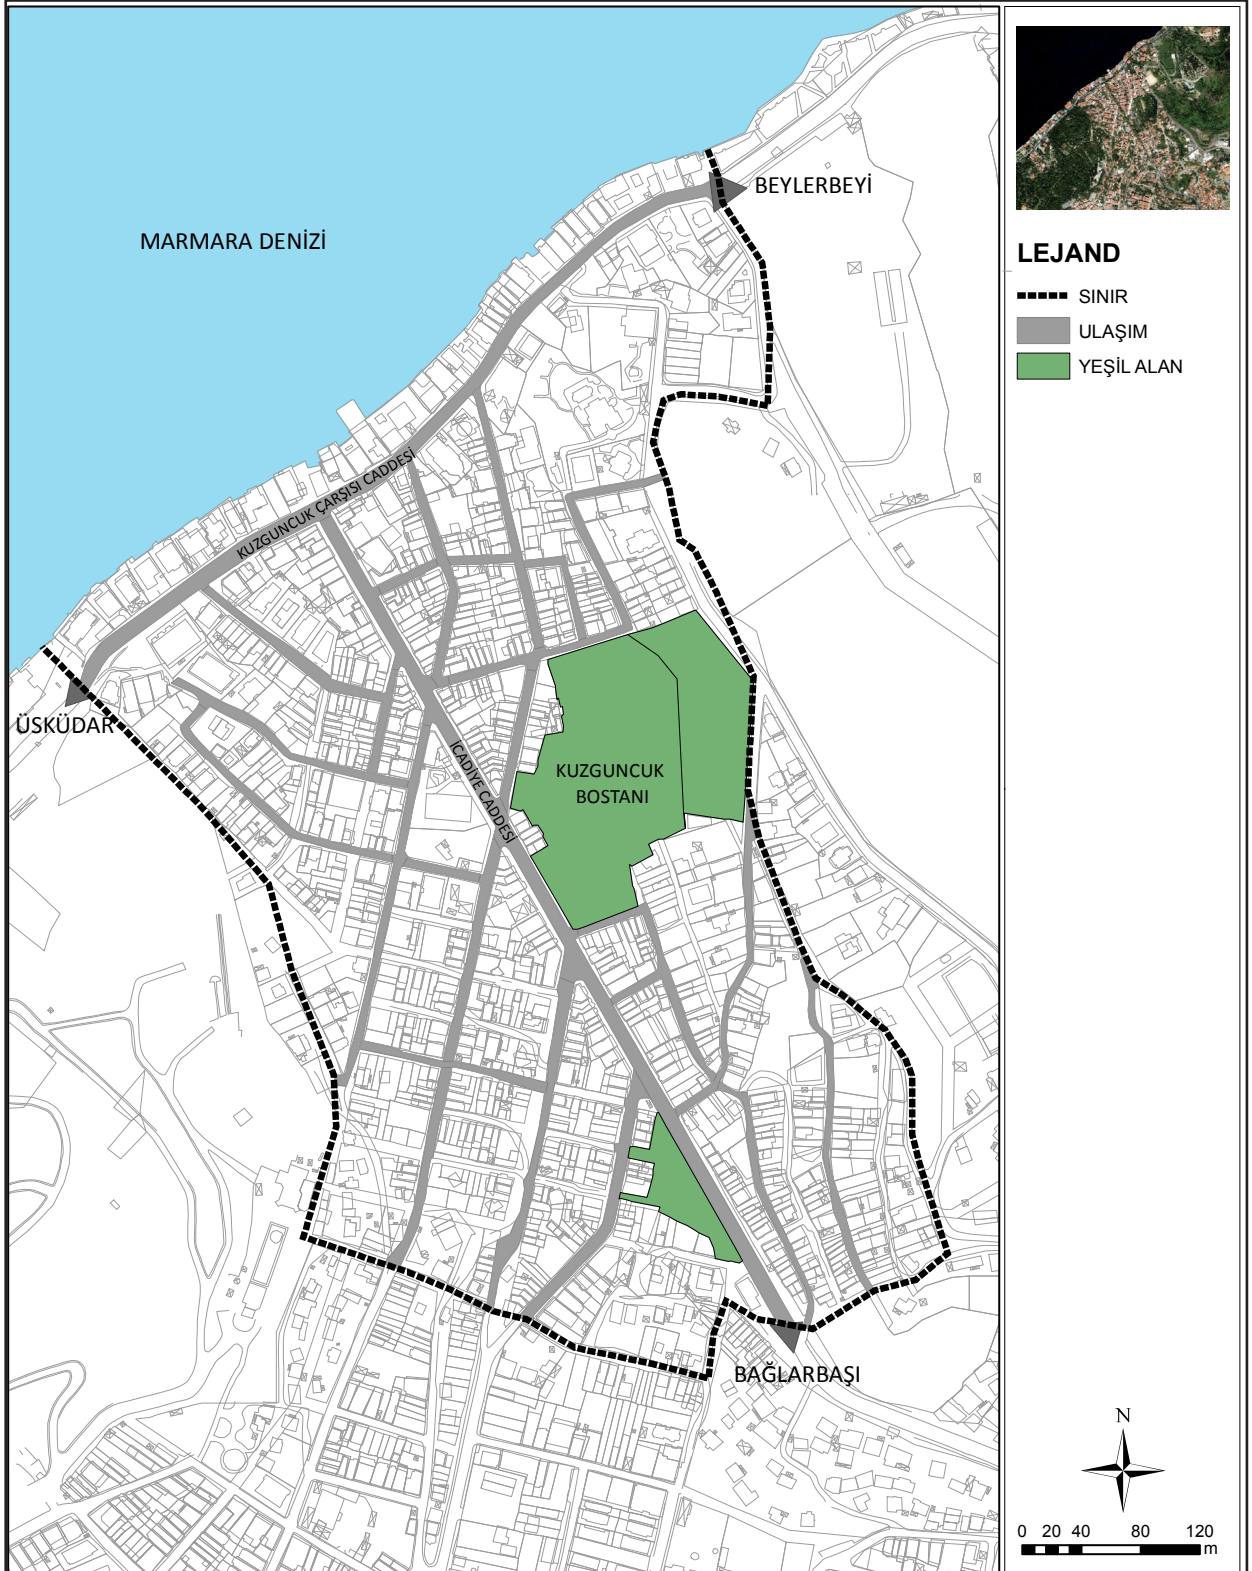 BEYLERBEYİ
MARMARA DENİZİ
KUZGUNCUK ÇARŞISI CADDESİ
ÜSKÜDAR
İCADİYE CADDESİ
KUZGUNCUK
BOSTANI
BAĞLARBAŞI
LEJAND
SINIR
ULAŞIM
YEŞİL ALAN
N
0 20 40 80 120
m